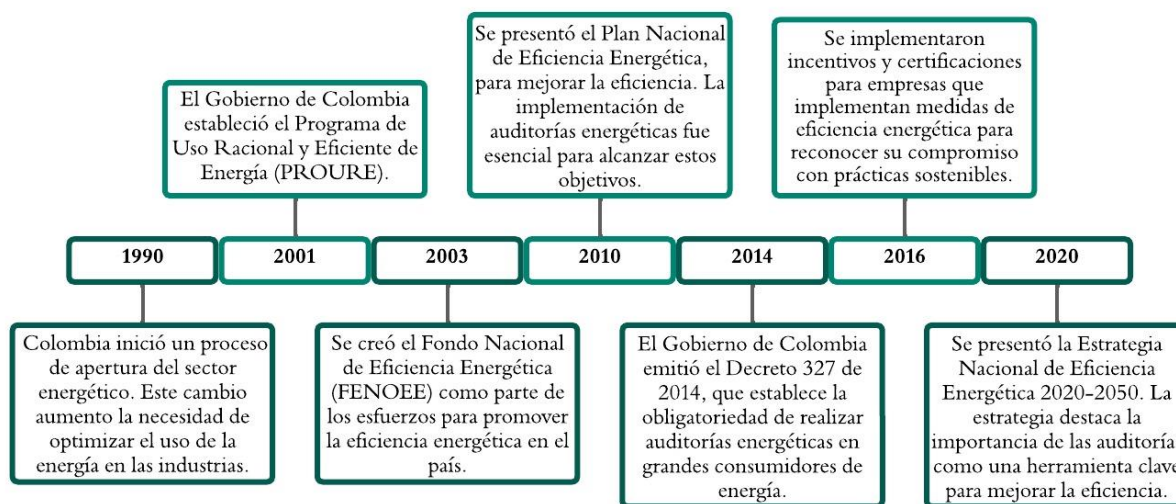 El Gobierno de Colombia
estableció el Programa de
Uso Racional y Eficiente de
Energía (PROURE).
Se presentó el Plan Nacional
de Eficiencia Energética,
para mejorar la eficiencia. La
implementación de
auditorías energéticas fue
esencial para alcanzar estos
objetivos.
Se implementaron
incentivos y certificaciones
para empresas que
implementan medidas de
eficiencia energética para
reconocer su compromiso
con prácticas sostenibles.
1990
2001
2003
2010
2014
2016
2020
Colombia inició un proceso
de apertura del sector
energético. Este cambio
aumento la necesidad de
optimizar el uso de la
energía en las industrias.
Se creó el Fondo Nacional
de Eficiencia Energética
(FENOEE) como parte de
los esfuerzos para promover
la eficiencia energética en el
país.
El Gobierno de Colombia
emitió el Decreto 327 de
2014, que establece la
obligatoriedad de realizar
auditorías energéticas en
grandes consumidores de
energía.
Se presentó la Estrategia
Nacional de Eficiencia
Energética 2020-2050. La
estrategia destaca la
importancia de las auditoría
como una herramienta clave
para mejorar la eficiencia.